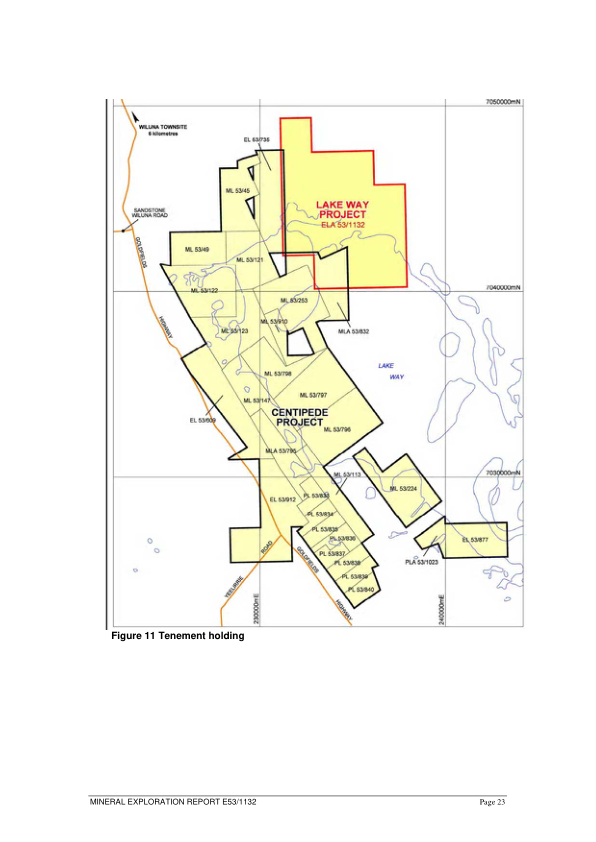 7050000mN
WILUNA TOWNSITE
6 kilometres
EL 53/736
ML 53/45
LAKE WAY
PROJECT
ELA 53/1132
SANDSTONE
WILUNA ROAD
GOLDFIELDS
HIGHWAY
ML 53/49
ML 53/121
7040000mN
ML 53/122
ML 53/253
ML 53/910
ML 53/123
MLA 53/832
LAKE
WAY
ML 53/798
ML 53/797
ML 53/147
CENTIPEDE
PROJECT
EL 53/609
ML 53/796
MLA 53/795
7030000mN
ML 53/113
ML 53/224
EL 53/912
PL 53/834
PL 53/835
PL 53/836
PL 53/837
PL 53/838
PL 53/839
PL 53/840
EL 53/877
PLA 53/1023
YEELIRRIE
ROAD
GOLDFIELDS
HIGHWAY
230000mE
240000mE
Figure 11 Tenement holding
MINERAL EXPLORATION REPORT E53/1132
Page 23